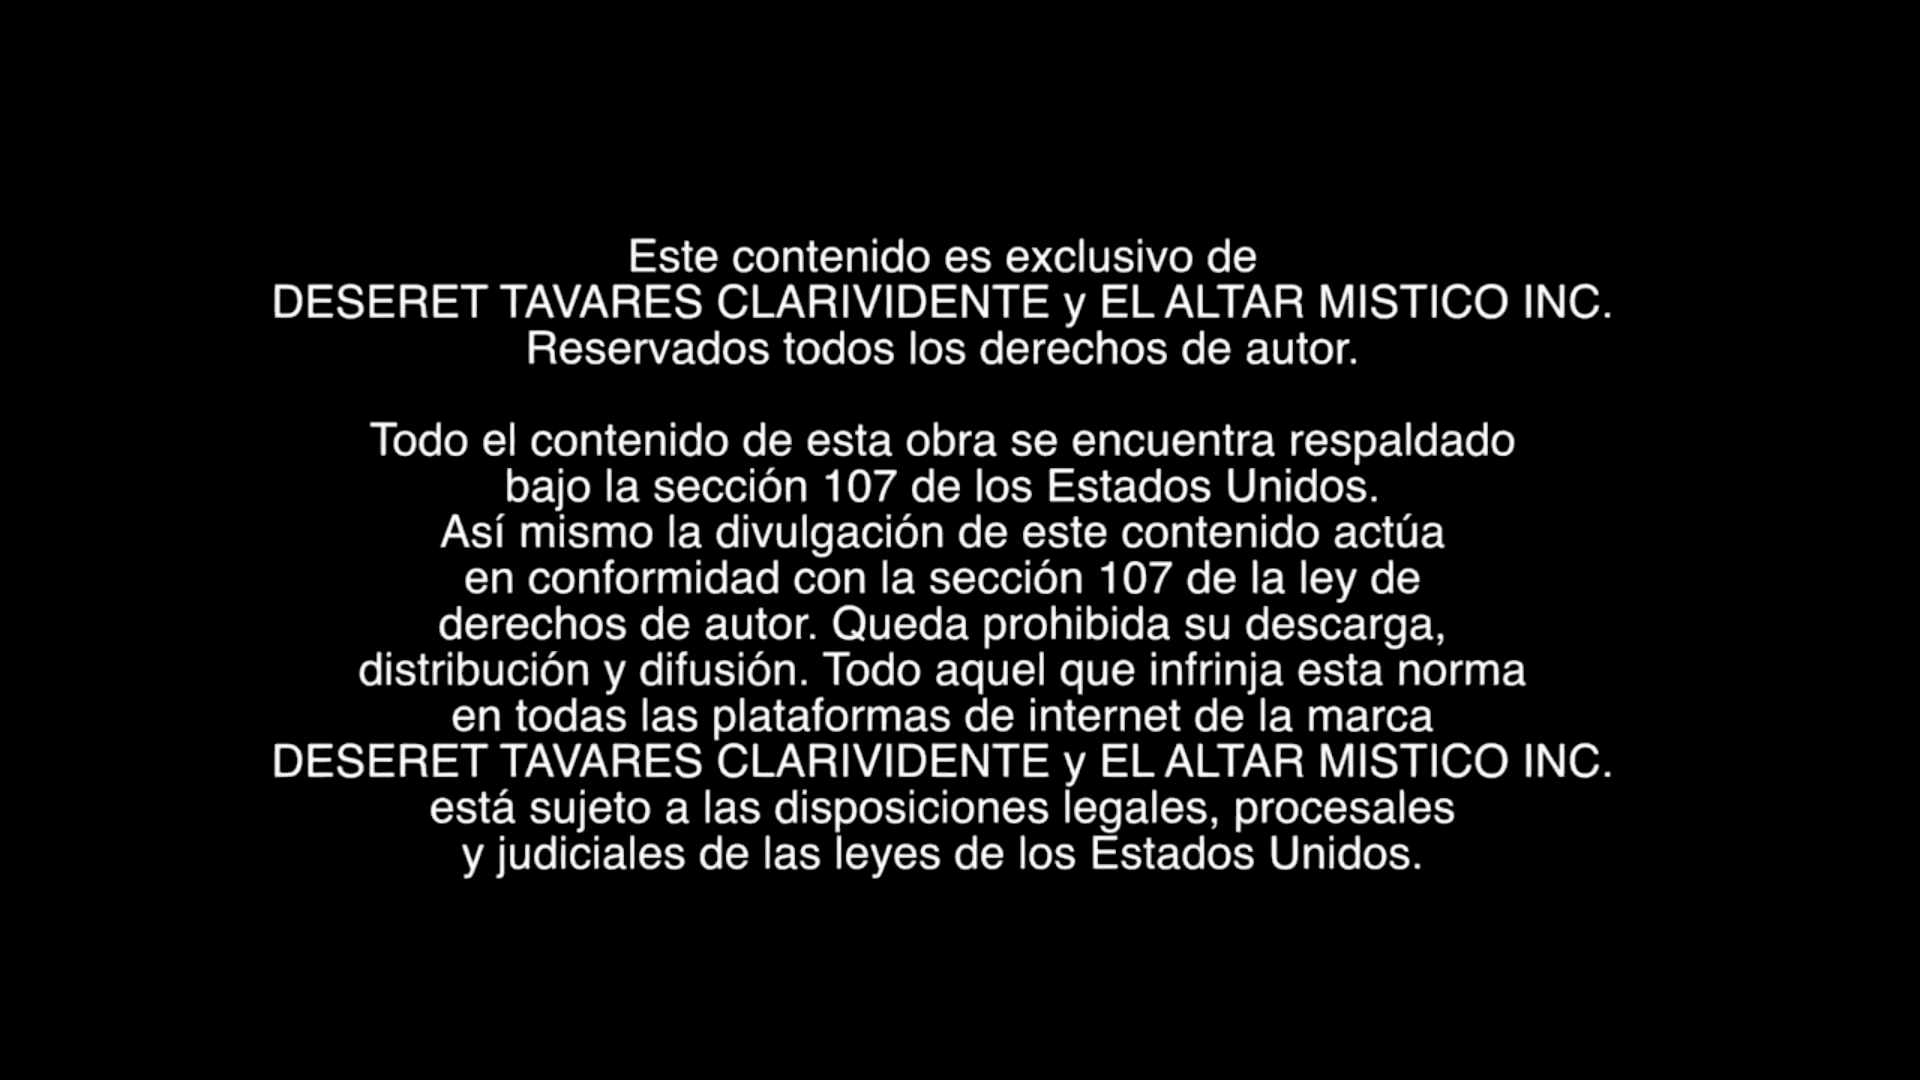 Este contenido es exclusivo de
DESERET TAVARES CLARIVIDENTE y EL ALTAR MISTICO INC.
Reservados todos los derechos de autor.
Todo el contenido de esta obra se encuentra respaldado
bajo la sección 107 de los Estados Unidos.
Así mismo la divulgación de este contenido actúa
en conformidad con la sección 107 de la ley de
derechos de autor. Queda prohibida su descarga,
distribución y difusión. Todo aquel que infrinja esta norma
en todas las plataformas de internet de la marca
DESERET TAVARES CLARIVIDENTE y EL ALTAR MISTICO INC.
está sujeto a las disposiciones legales, procesales
y judiciales de las leyes de los Estados Unidos.